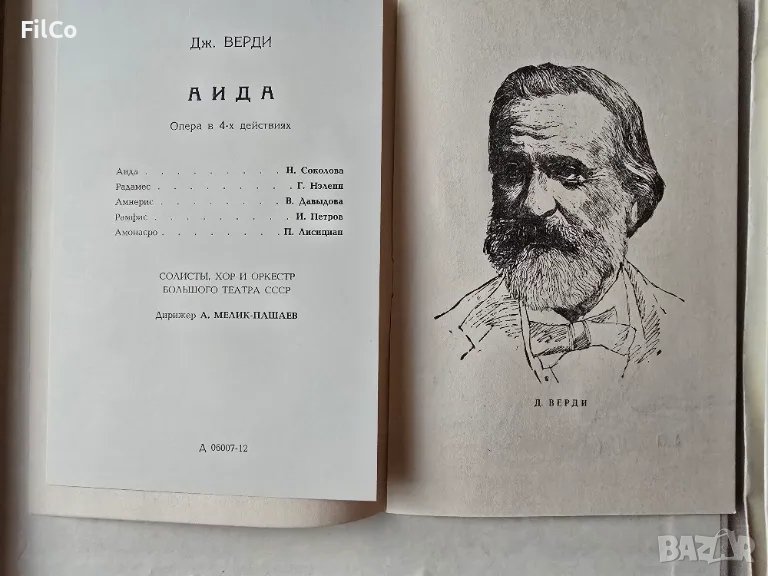 FilCo
Дж. ВЕРДИ
АИДА
Опера в 4-х действиях
Аида . . . . . . . . . Н. Соколова
Радамес . . . . . . . . . Г. Нэлепп
Амнерис . . . . . . . . . В. Давыдова
Рамфис . . . . . . . . . И. Петров
Амонасро . . . . . . . . . П. Лисициан
СОЛИСТЫ, ХОР И ОРКЕСТР
БОЛЬШОГО ТЕАТРА СССР
Дирижер А. МЕЛИК-ПАШАЕВ
Д 06007-12
Д. ВЕРДИ
BAZAR